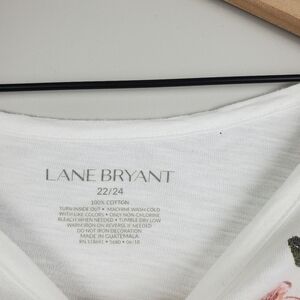 LANE BRYANT
22/24
100% COTTON
TURN INSIDE OUT • MACHINE WASH COLD
WITH LIKE COLORS • ONLY NON-CHLORINE
BLEACH WHEN NEEDED • TUMBLE DRY LOW
WARM IRON ON REVERSE IF NEEDED
DO NOT IRON DECORATION
MADE IN GUATEMALA